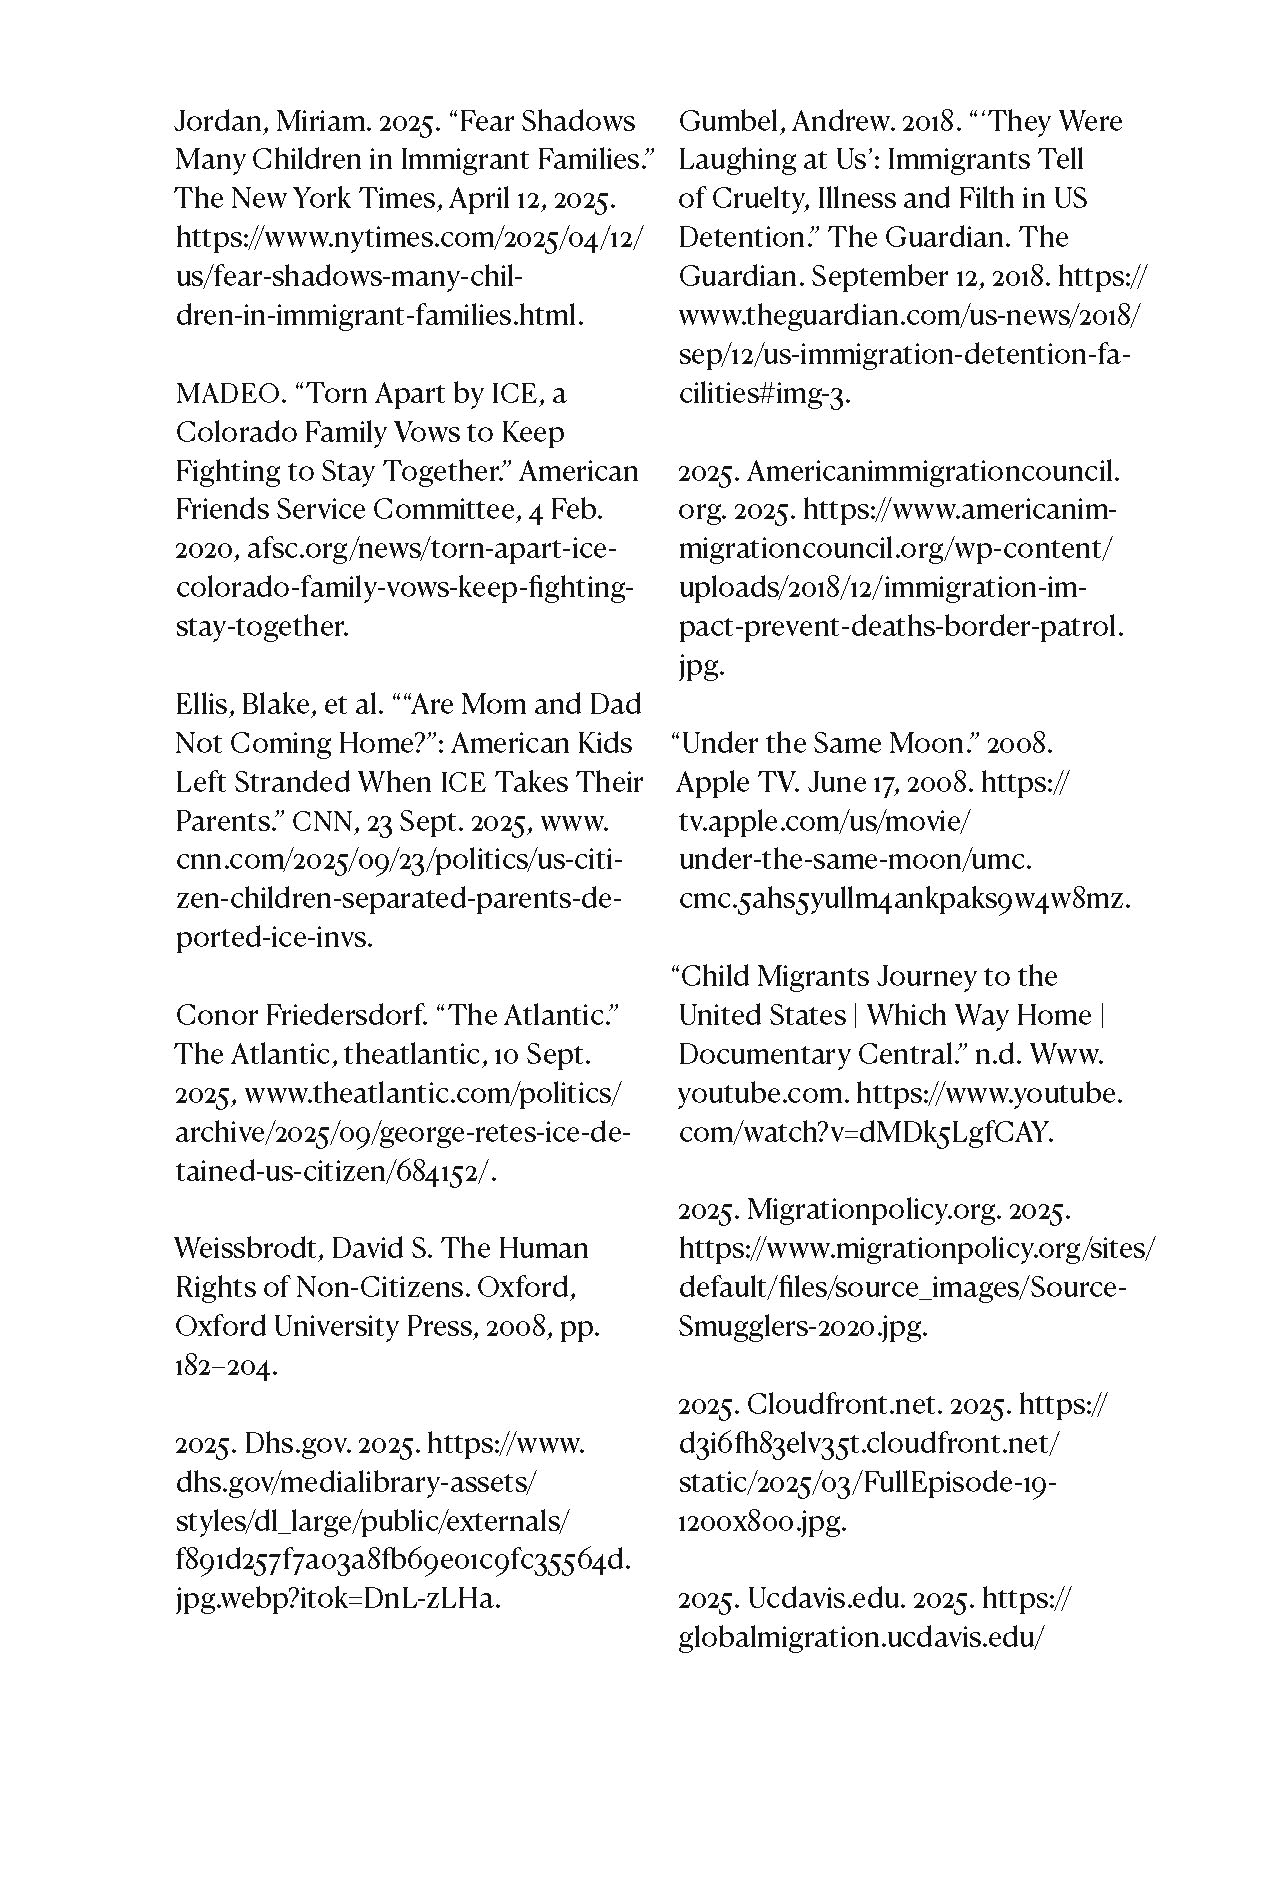 Jordan, Miriam. 2025. “Fear Shadows
Many Children in Immigrant Families.”
The New York Times, April 12, 2025.
https://www.nytimes.com/2025/04/12/
us/fear-shadows-many-chil-
dren-in-immigrant-families.html.
MADEO. “Torn Apart by ICE, a
Colorado Family Vows to Keep
Fighting to Stay Together.” American
Friends Service Committee, 4 Feb.
2020, afsc.org/news/torn-apart-ice-
colorado-family-vows-keep-fighting-
stay-together.
Ellis, Blake, et al. ““Are Mom and Dad
Not Coming Home?”: American Kids
Left Stranded When ICE Takes Their
Parents.” CNN, 23 Sept. 2025, www.
cnn.com/2025/09/23/politics/us-citi-
zen-children-separated-parents-de-
ported-ice-invs.
Conor Friedersdorf. “The Atlantic.”
The Atlantic, theatlantic, 10 Sept.
2025, www.theatlantic.com/politics/
archive/2025/09/george-retes-ice-de-
tained-us-citizen/684152/.
Weissbrodt, David S. The Human
Rights of Non-Citizens. Oxford,
Oxford University Press, 2008, pp.
182–204.
2025. Dhs.gov. 2025. https://www.
dhs.gov/medialibrary-assets/
styles/dl_large/public/externals/
f891d257f7a03a8fb69e01c9fc35564d.
jpg.webp?itok=DnL-zLHa.
Gumbel, Andrew. 2018. “‘They Were
Laughing at Us’: Immigrants Tell
of Cruelty, Illness and Filth in US
Detention.” The Guardian. The
Guardian. September 12, 2018. https://
www.theguardian.com/us-news/2018/
sep/12/us-immigration-detention-fa-
cilities#img-3.
2025. Americanimmigrationcouncil.
org. 2025. https://www.americanim-
migrationcouncil.org/wp-content/
uploads/2018/12/immigration-im-
pact-prevent-deaths-border-patrol.
jpg.
“Under the Same Moon.” 2008.
Apple TV. June 17, 2008. https://
tv.apple.com/us/movie/
under-the-same-moon/umc.
cmc.5ahs5yullm4ankpaks9w4w8mz.
“Child Migrants Journey to the
United States | Which Way Home |
Documentary Central.” n.d. Www.
youtube.com. https://www.youtube.
com/watch?v=dMDk5LgfCAY.
2025. Migrationpolicy.org. 2025.
https://www.migrationpolicy.org/sites/
default/files/source_images/Source-
Smugglers-2020.jpg.
2025. Cloudfront.net. 2025. https://
d3i6fh83elv35t.cloudfront.net/
static/2025/03/FullEpisode-19-
1200x800.jpg.
2025. Ucdavis.edu. 2025. https://
globalmigration.ucdavis.edu/